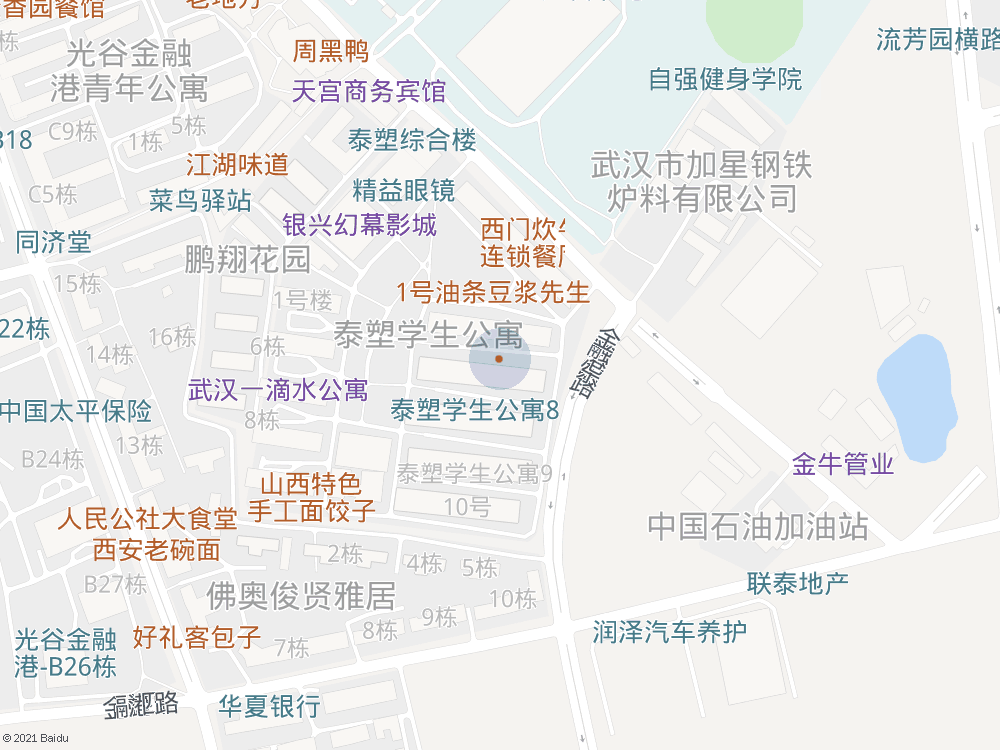 香园餐馆
老地方
流芳园横路
光谷金融
港青年公寓
周黑鸭
天宫商务宾馆
自强健身学院
栋
C9栋
1栋
5栋
818
泰塑综合楼
江湖味道
武汉市加星钢铁
炉料有限公司
C5栋
菜鸟驿站
精益眼镜
银兴幻幕影城
同济堂
鹏翔花园
西门炊
连锁餐
15栋
1号楼
1号油条豆浆先生
22栋
16栋
泰塑学生公寓
金融港路
14栋
6栋
武汉一滴水公寓
中国太平保险
8栋
泰塑学生公寓8
13栋
B24栋
泰塑学生公寓9
金牛管业
山西特色
手工面饺子
10号
人民公社大食堂
中国石油加油站
西安老碗面
2栋
4栋
5栋
B27栋
佛奥俊贤雅居
10栋
联泰地产
9栋
8栋
润泽汽车养护
光谷金融
港-B26栋
好礼客包子
7栋
金融汇路
华夏银行
© 2021 Baidu